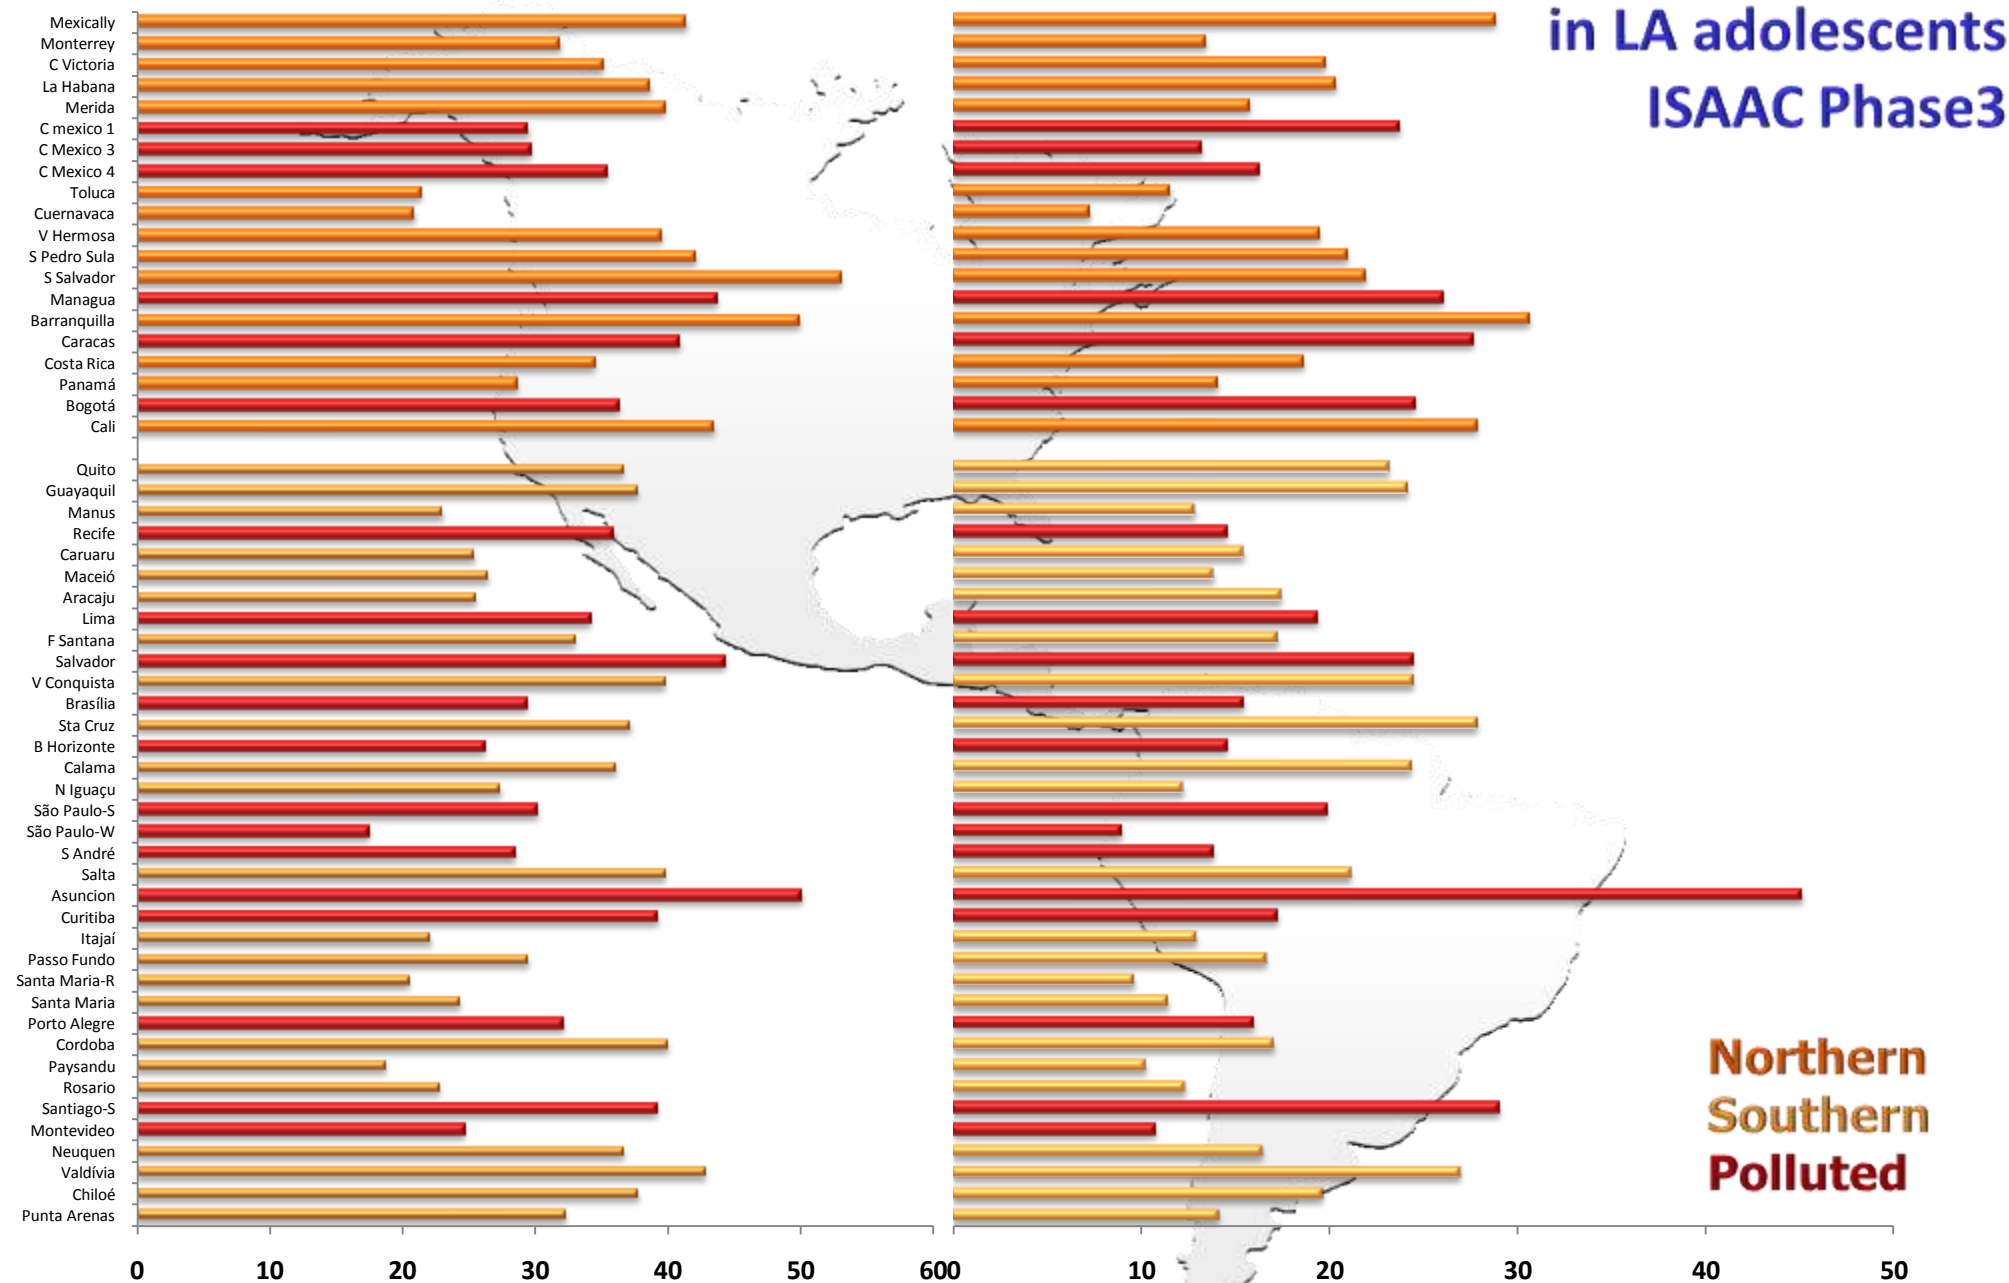 in LA adolescents
ISAAC Phase3
Mexically
Monterrey
C Victoria
La Habana
Merida
C mexico 1
C Mexico 3
C Mexico 4
Toluca
Cuernavaca
V Hermosa
S Pedro Sula
S Salvador
Managua
Barranquilla
Caracas
Costa Rica
Panamá
Bogotá
Cali
Quito
Guayaquil
Manus
Recife
Caruaru
Maceió
Aracaju
Lima
F Santana
Salvador
V Conquista
Brasília
Sta Cruz
B Horizonte
Calama
N Iguaçu
São Paulo-S
São Paulo-W
S André
Salta
Asuncion
Curitiba
Itajaí
Passo Fundo
Santa Maria-R
Santa Maria
Porto Alegre
Cordoba
Paysandu
Rosario
Santiago-S
Montevideo
Neuquen
Valdívia
Chiloé
Punta Arenas
Northern
Southern
Polluted
0 10 20 30 40 50 60
0 10 20 30 40 50